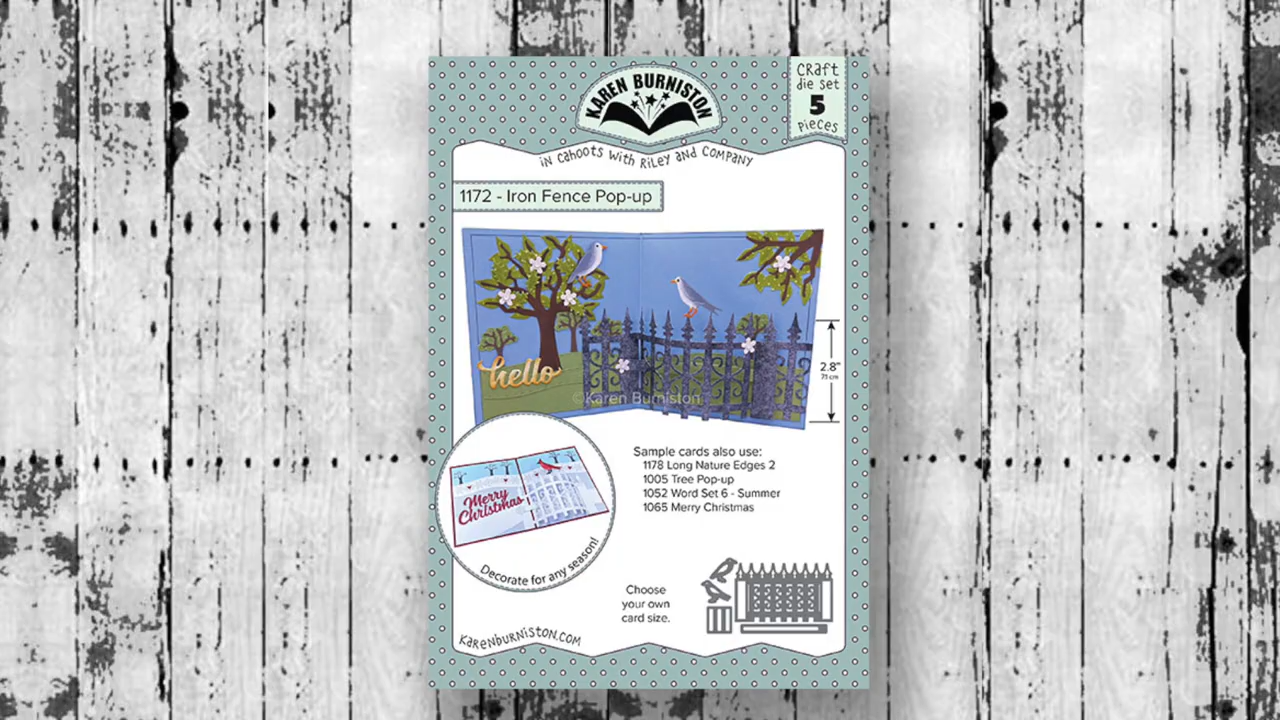 KAREN BURNISTON
CRaft
die set
5
Pieces
in cahoots with Riley and Company
1172 - Iron Fence Pop-up
hello
©Karen Burniston
2.8"
7.1 cm
Sample cards also use:
1178 Long Nature Edges 2
1005 Tree Pop-up
1052 Word Set 6 - Summer
1065 Merry Christmas
Merry
Christmas
Decorate for any season!
Choose
your own
card size.
KarenBurniston.com